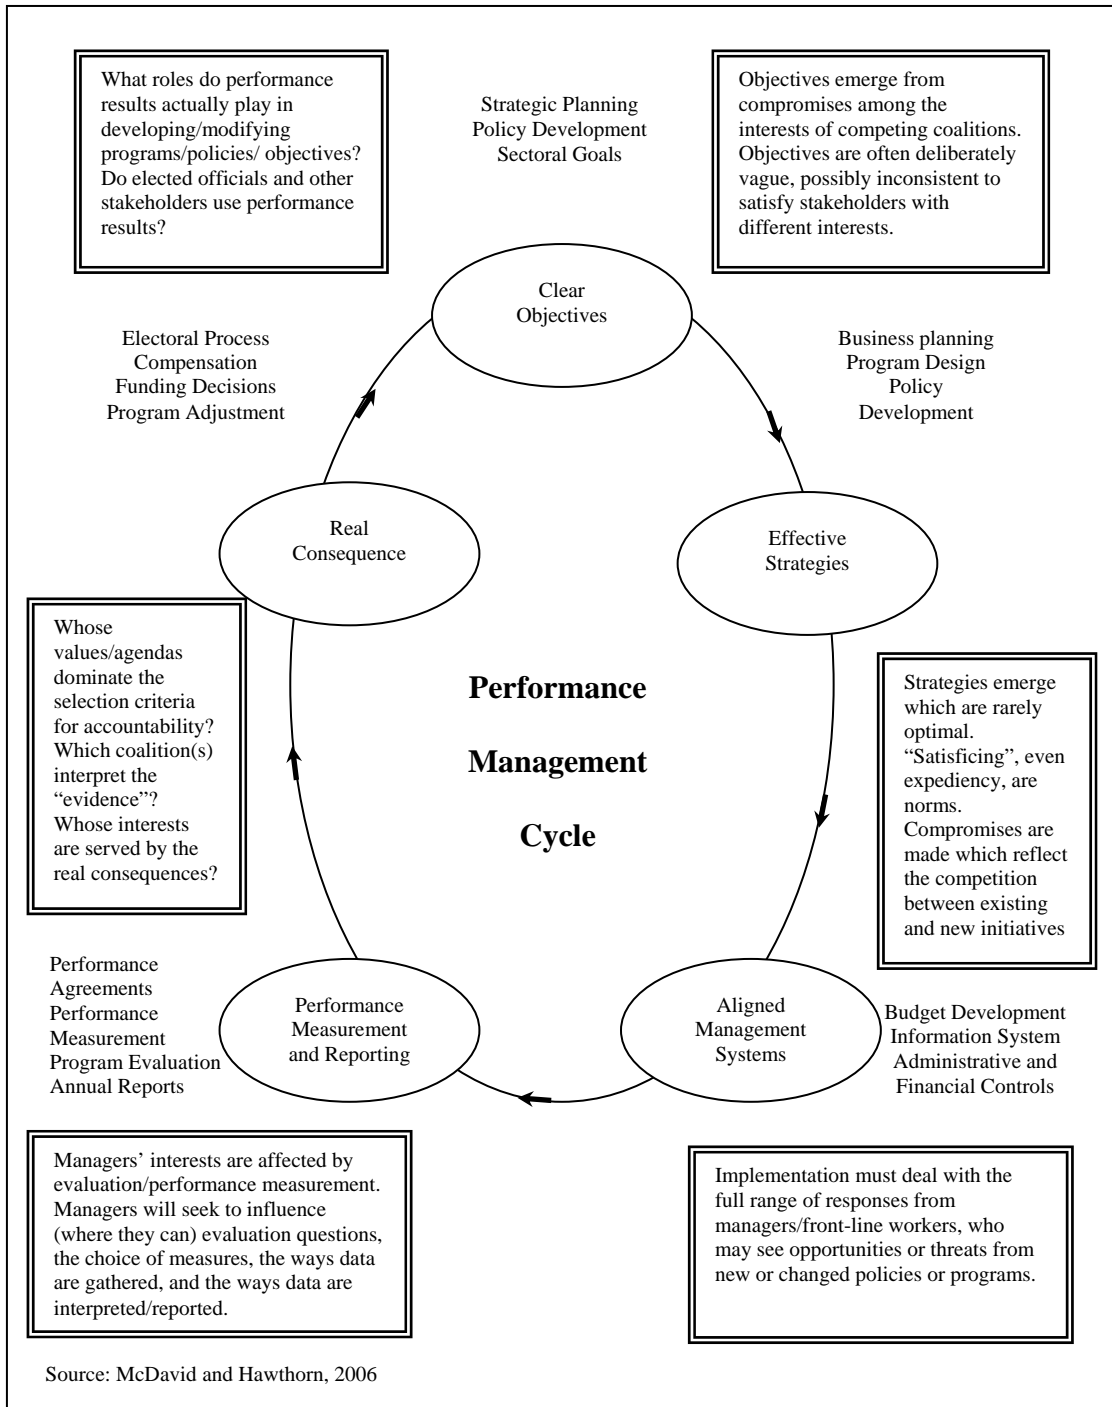 What roles do performance
results actually play in
developing/modifying
programs/policies/ objectives?
Do elected officials and other
stakeholders use performance
results?
Strategic Planning
Policy Development
Sectoral Goals
Objectives emerge from
compromises among the
interests of competing coalitions.
Objectives are often deliberately
vague, possibly inconsistent to
satisfy stakeholders with
different interests.
Clear
Objectives
Electoral Process
Compensation
Funding Decisions
Program Adjustment
Business planning
Program Design
Policy
Development
Real
Consequence
Effective
Strategies
Whose
values/agendas
dominate the
selection criteria
for accountability?
Which coalition(s)
interpret the
“evidence”?
Whose interests
are served by the
real consequences?
Performance
Management
Cycle
Strategies emerge
which are rarely
optimal.
“Satisficing”, even
expediency, are
norms.
Compromises are
made which reflect
the competition
between existing
and new initiatives
Performance
Agreements
Performance
Measurement
Program Evaluation
Annual Reports
Performance
Measurement
and Reporting
Aligned
Management
Systems
Budget Development
Information System
Administrative and
Financial Controls
Managers’ interests are affected by
evaluation/performance measurement.
Managers will seek to influence
(where they can) evaluation questions,
the choice of measures, the ways data
are gathered, and the ways data are
interpreted/reported.
Implementation must deal with the
full range of responses from
managers/front-line workers, who
may see opportunities or threats from
new or changed policies or programs.
Source: McDavid and Hawthorn, 2006